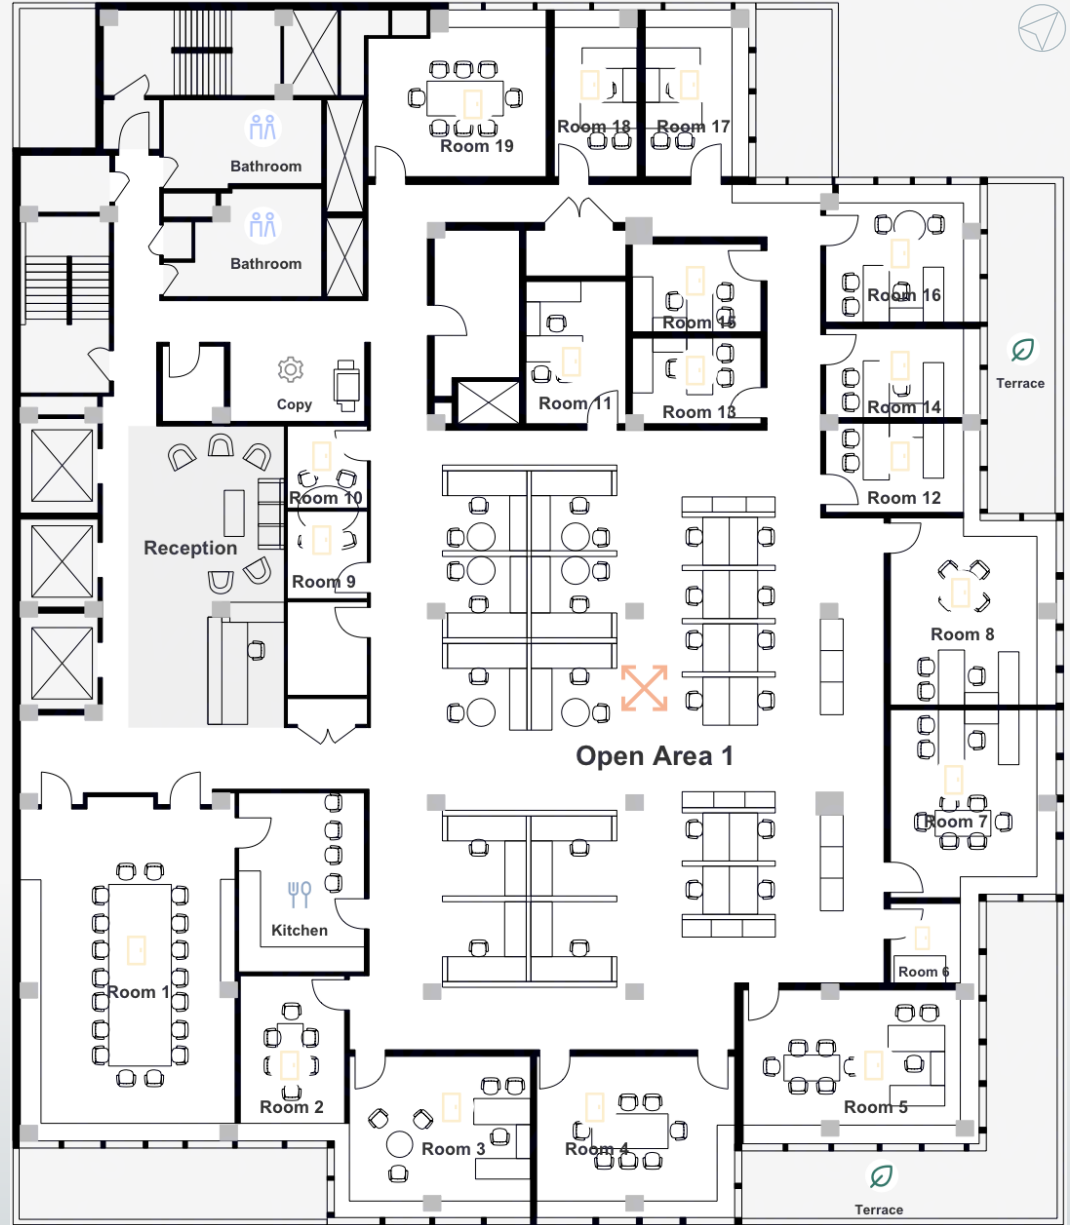 Room 19
Room 18
Room 17
Bathroom
Bathroom
Room 16
Room 15
Terrace
Copy
Room 11
Room 13
Room 14
Room 10
Room 12
Reception
Room 9
Room 8
Open Area 1
Room 7
Kitchen
Room 1
Room 6
Room 2
Room 5
Room 3
Room 4
Terrace